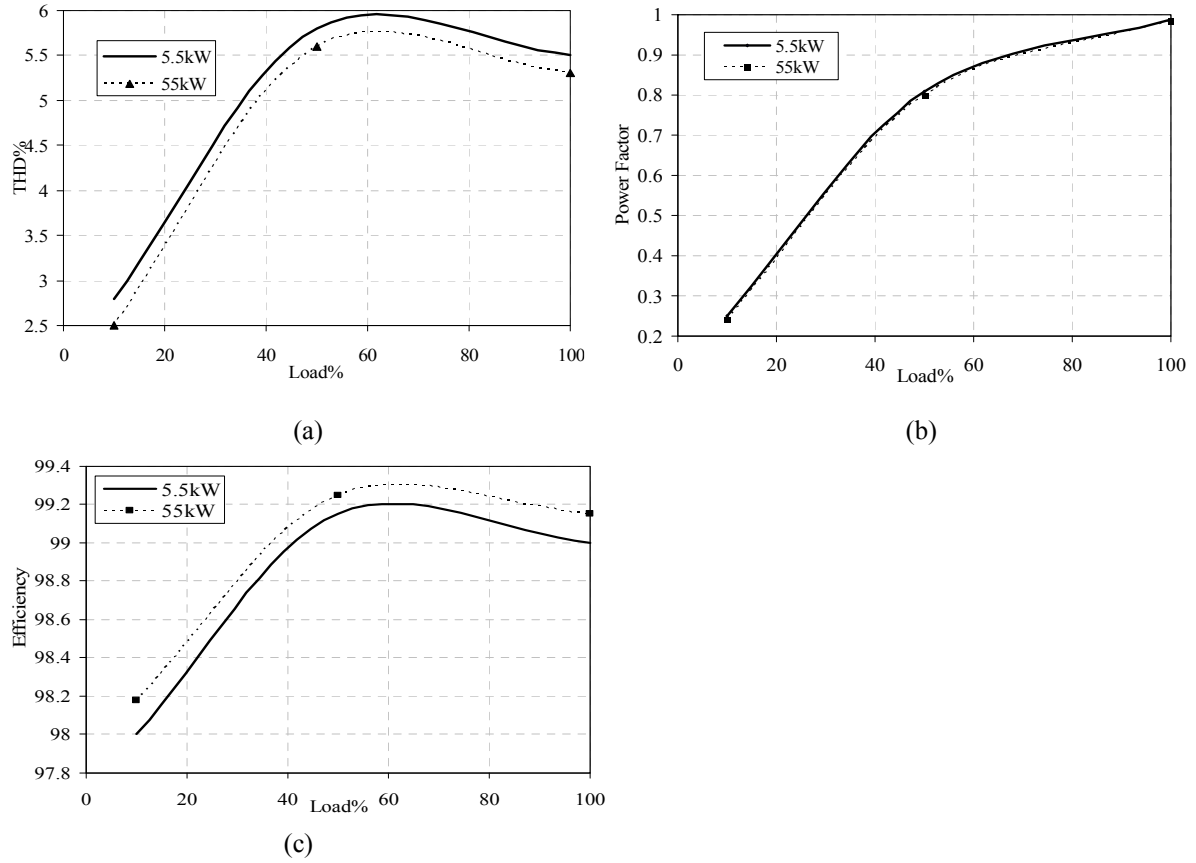 6
5.5
5
4.5
4
3.5
3
2.5
THD%
5.5kW
55kW
0 20 40 60 80 100
Load%
(a)
1
0.9
0.8
0.7
0.6
0.5
0.4
0.3
0.2
Power Factor
5.5kW
55kW
0 20 40 60 80 100
Load%
(b)
99.4
99.2
99
98.8
98.6
98.4
98.2
98
97.8
Efficiency
5.5kW
55kW
0 20 40 60 80 100
Load%
(c)